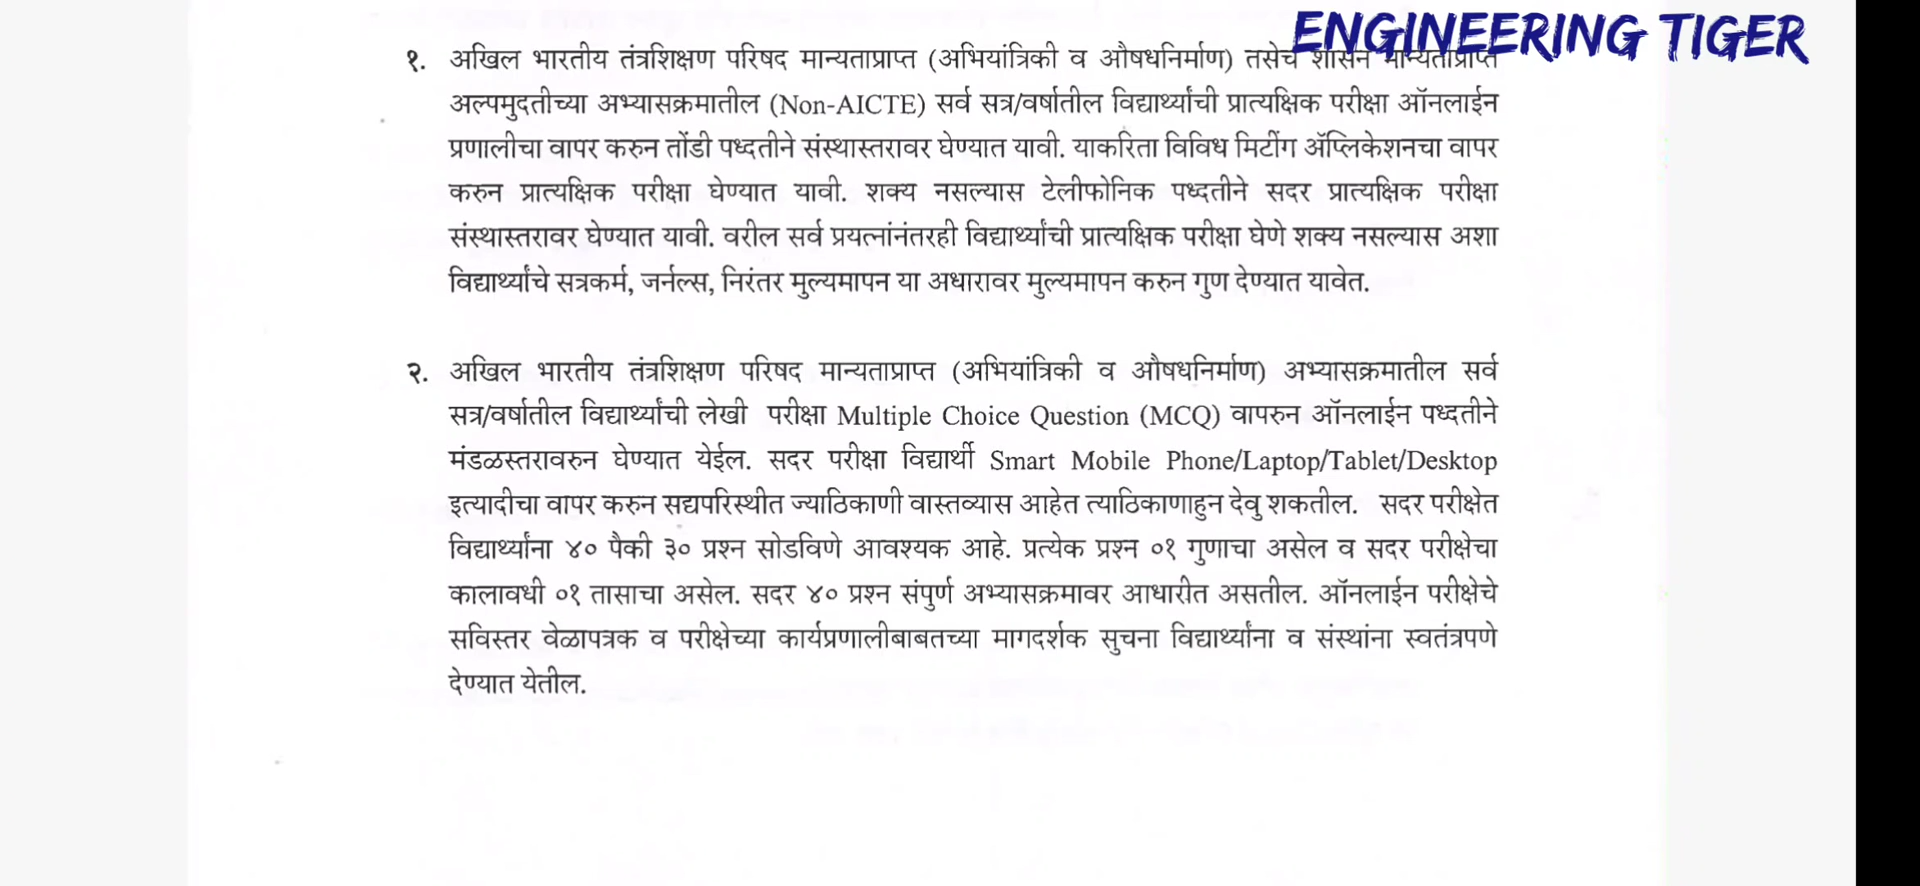 ENGINEERING TIGER
१. अखिल भारतीय तंत्रशिक्षण परिषद मान्यताप्राप्त (अभियांत्रिकी व औषधनिर्माण) तसेच शासन मान्यताप्राप्त
अल्पमुदतीच्या अभ्यासक्रमातील (Non-AICTE) सर्व सत्र/वर्षातील विद्यार्थ्यांची प्रात्यक्षिक परीक्षा ऑनलाईन
प्रणालीचा वापर करुन तोंडी पध्दतीने संस्थास्तरावर घेण्यात यावी. याकरिता विविध मिटींग ॲप्लिकेशनचा वापर
करुन प्रात्यक्षिक परीक्षा घेण्यात यावी. शक्य नसल्यास टेलीफोनिक पध्दतीने सदर प्रात्यक्षिक परीक्षा
संस्थास्तरावर घेण्यात यावी. वरील सर्व प्रयत्नांनंतरही विद्यार्थ्यांची प्रात्यक्षिक परीक्षा घेणे शक्य नसल्यास अशा
विद्यार्थ्यांचे सत्रकर्म, जर्नल्स, निरंतर मुल्यमापन या अधारावर मुल्यमापन करुन गुण देण्यात यावेत.
२. अखिल भारतीय तंत्रशिक्षण परिषद मान्यताप्राप्त (अभियांत्रिकी व औषधनिर्माण) अभ्यासक्रमातील सर्व
सत्र/वर्षातील विद्यार्थ्यांची लेखी परीक्षा Multiple Choice Question (MCQ) वापरुन ऑनलाईन पध्दतीने
मंडळस्तरावरुन घेण्यात येईल. सदर परीक्षा विद्यार्थी Smart Mobile Phone/Laptop/Tablet/Desktop
इत्यादीचा वापर करुन सद्यपरिस्थीत ज्याठिकाणी वास्तव्यास आहेत त्याठिकाणाहुन देवु शकतील. सदर परीक्षेत
विद्यार्थ्यांना ४० पैकी ३० प्रश्न सोडविणे आवश्यक आहे. प्रत्येक प्रश्न ०१ गुणाचा असेल व सदर परीक्षेचा
कालावधी ०१ तासाचा असेल. सदर ४० प्रश्न संपुर्ण अभ्यासक्रमावर आधारीत असतील. ऑनलाईन परीक्षेचे
सविस्तर वेळापत्रक व परीक्षेच्या कार्यप्रणालीबाबतच्या मागदर्शक सुचना विद्यार्थ्यांना व संस्थांना स्वतंत्रपणे
देण्यात येतील.